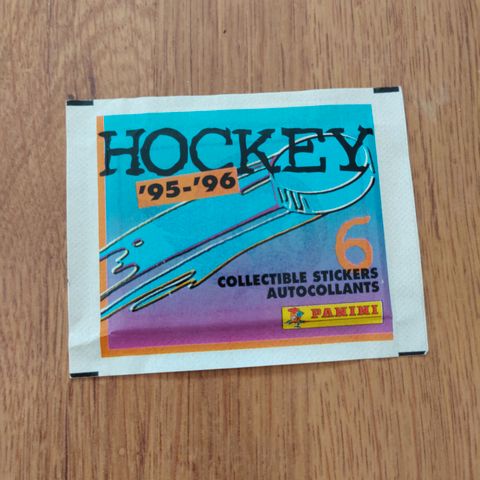 HOCKEY
'95-'96
6
COLLECTIBLE STICKERS
AUTOCOLLANTS
PANINI